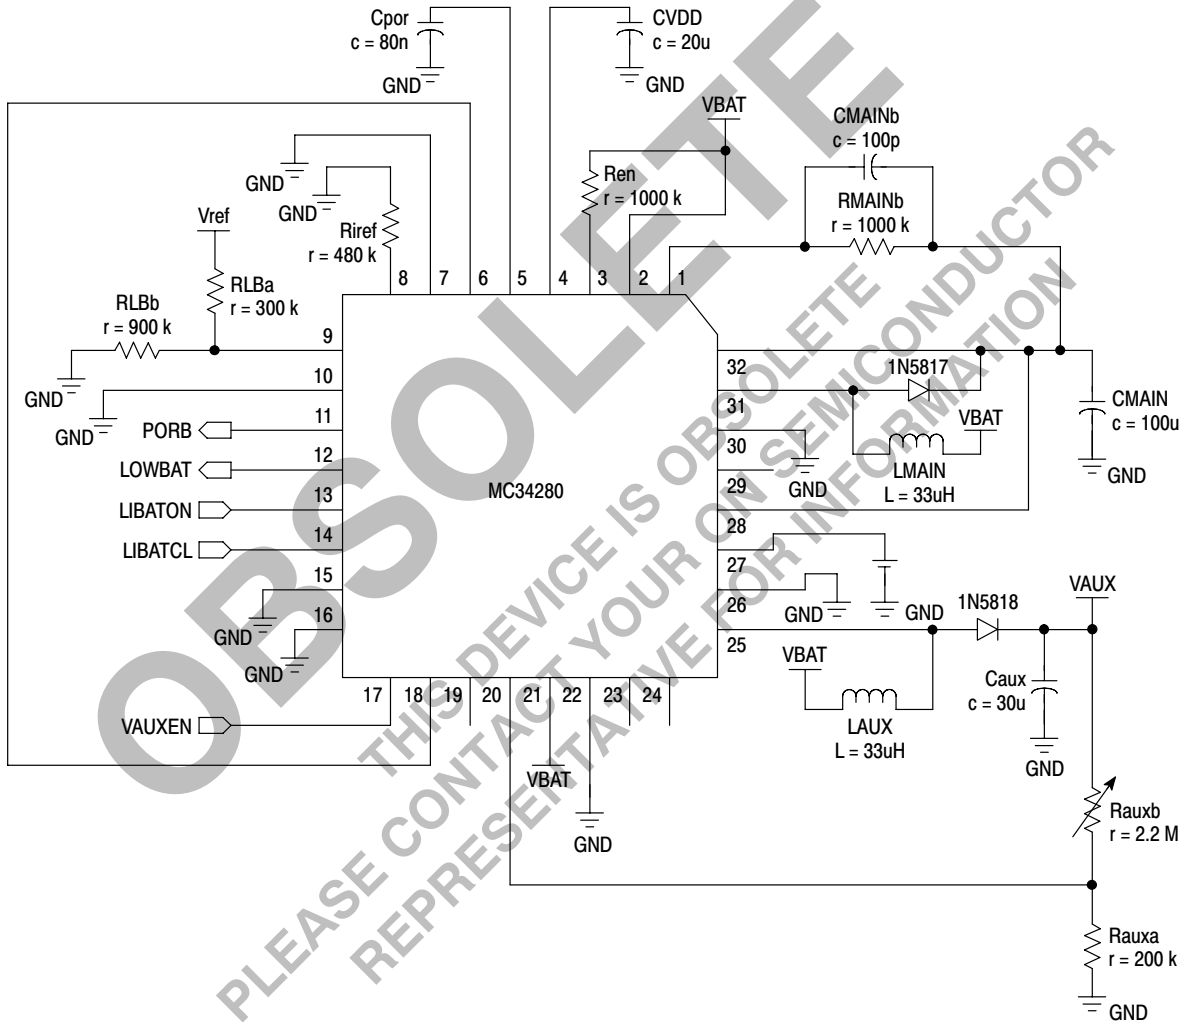 Cpor
c = 80n
GND
CVDD
c = 20u
GND
VBAT
CMAINb
c = 100p
RMAINb
r = 1000 k
Ren
r = 1000 k
GND
GND
Riref
r = 480 k
Vref
RLBa
r = 300 k
RLBb
r = 900 k
GND
GND
8 7 6 5 4 3 2 1
9
10
11
12
13
14
15
16
PORB
LOWBAT
LIBATON
LIBATCL
GND
GND
MC34280
32
31
30
29
28
27
26
25
1N5817
VBAT
LMAIN
L = 33uH
GND
CMAIN
c = 100u
GND
GND
GND
1N5818
VAUX
VBAT
LAUX
L = 33uH
Caux
c = 30u
GND
17 18 19 20 21 22 23 24
VAUXEN
VBAT
GND
Rauxb
r = 2.2 M
Rauxa
r = 200 k
GND
OBSOLETE
THIS DEVICE IS OBSOLETE
PLEASE CONTACT YOUR ON SEMICONDUCTOR
REPRESENTATIVE FOR INFORMATION